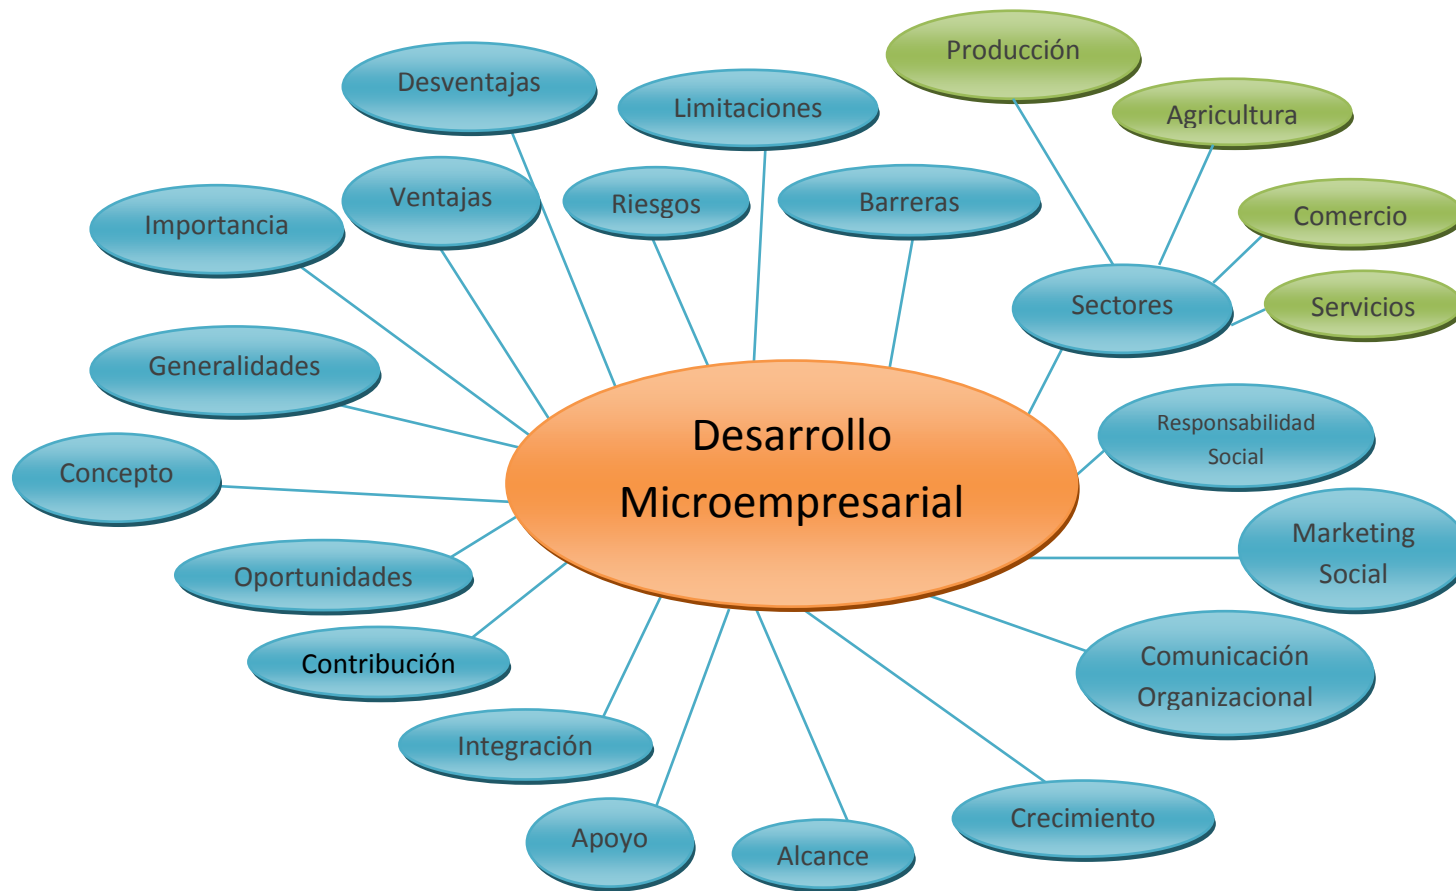 Producción
Desventajas
Limitaciones
Agricultura
Ventajas
Riesgos
Barreras
Importancia
Comercio
Sectores
Servicios
Generalidades
Desarrollo
Microempresarial
Responsabilidad
Social
Concepto
Marketing
Social
Oportunidades
Contribución
Comunicación
Organizacional
Integración
Crecimiento
Apoyo
Alcance